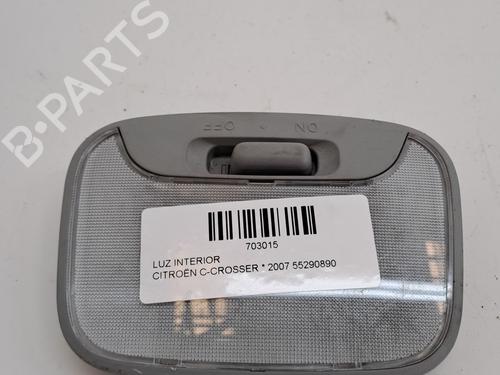 B-PARTS
ON • OFF
703015
LUZ INTERIOR
CITROËN C-CROSSER * 2007 55290890